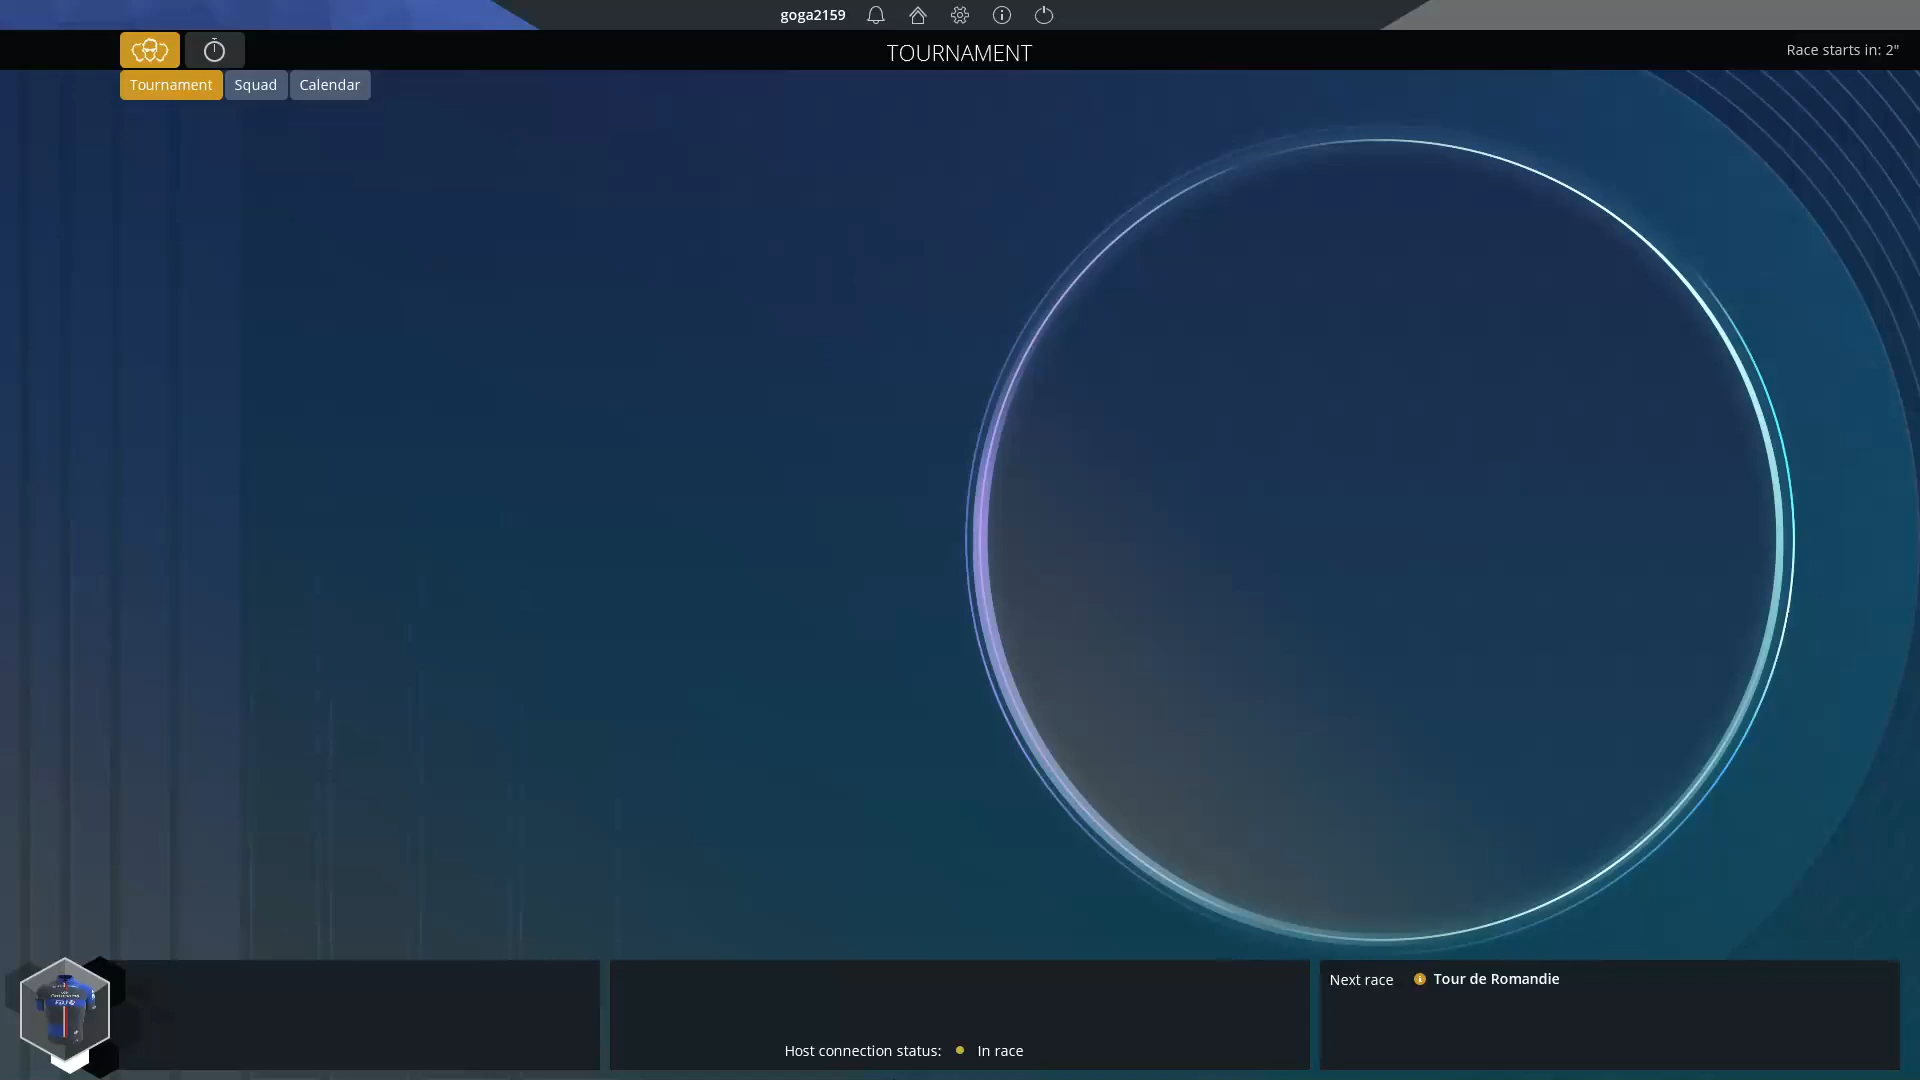 goga2159
TOURNAMENT
Race starts in: 2"
Tournament
Squad
Calendar
Next race
Tour de Romandie
Host connection status:
In race